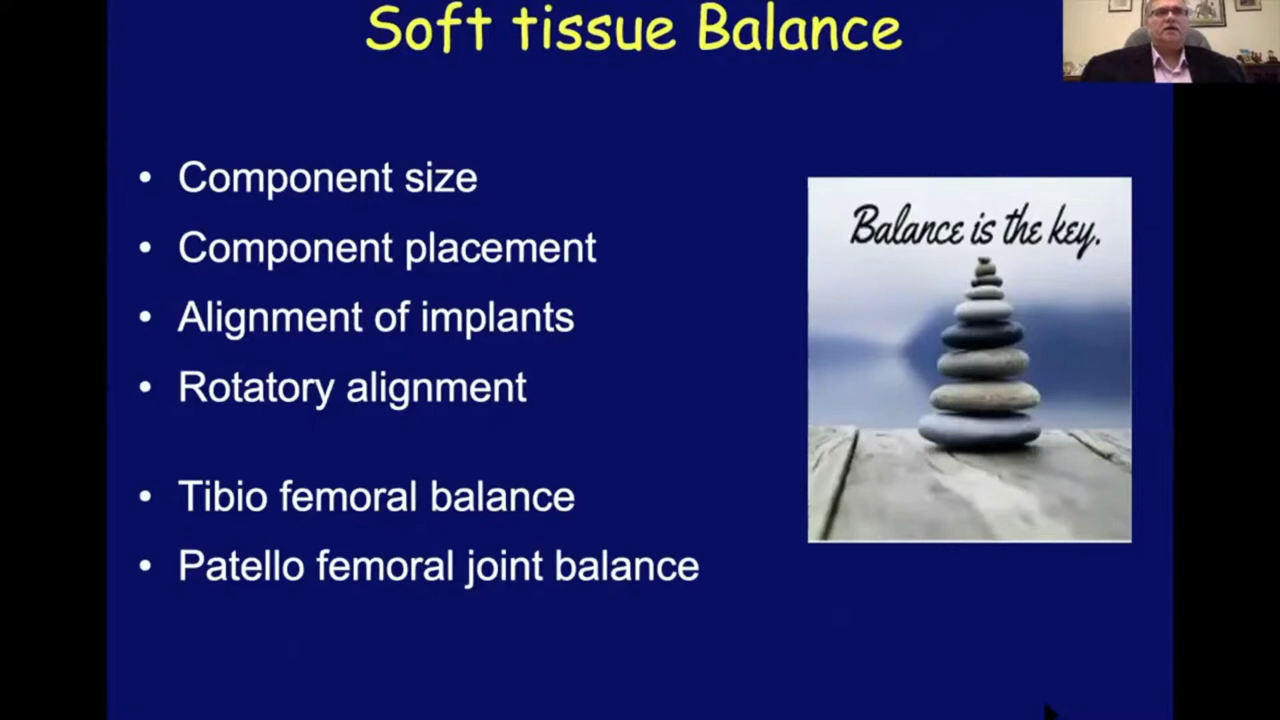 Soft tissue Balance
• Component size
• Component placement
• Alignment of implants
• Rotatory alignment
• Tibio femoral balance
• Patello femoral joint balance
Balance is the key.